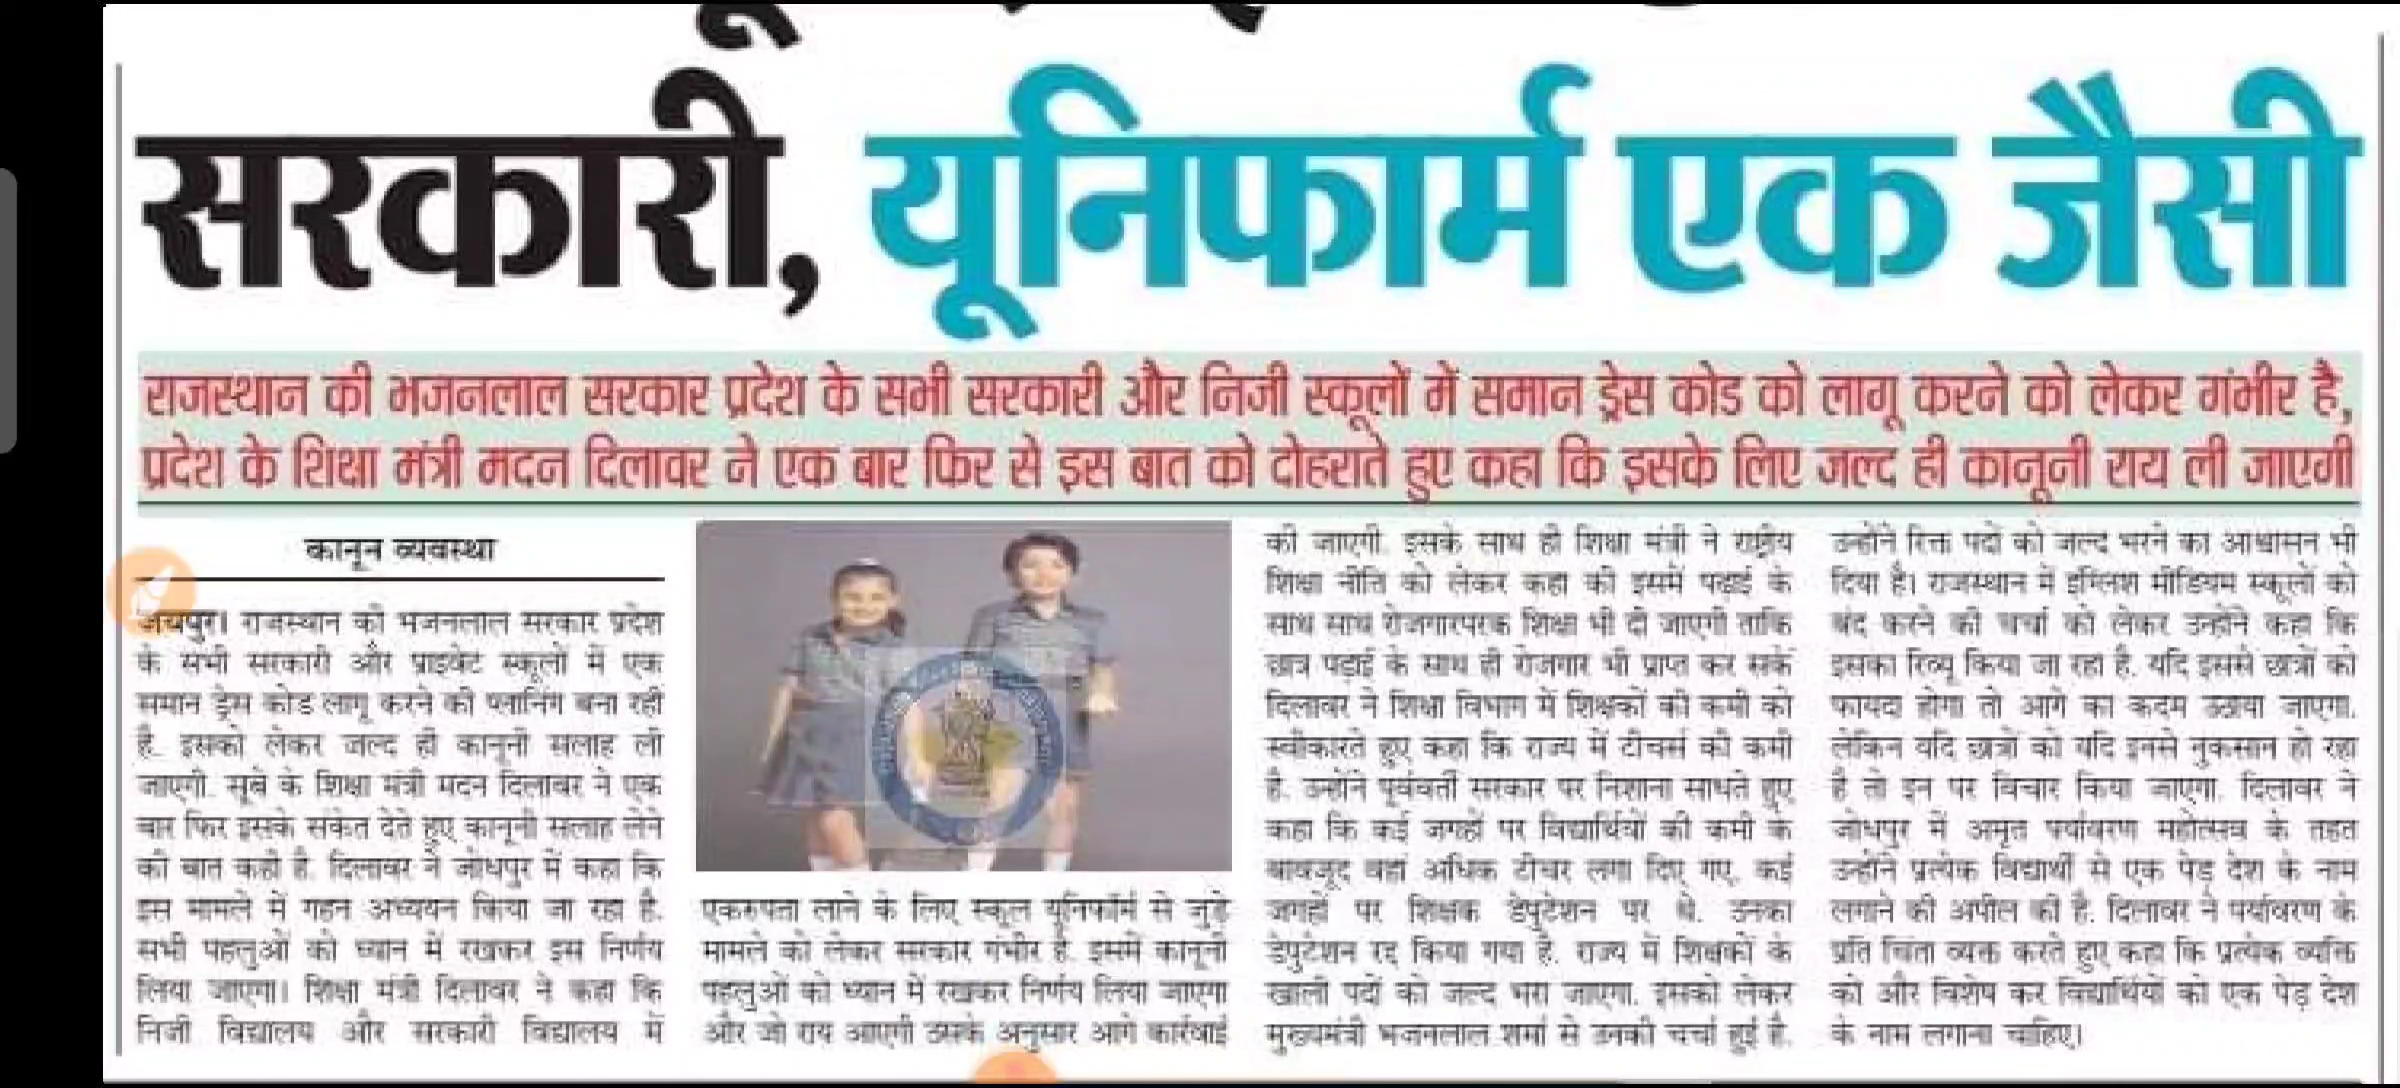 सरकारी, यूनिफार्म एक जैसी
राजस्थान की भजनलाल सरकार प्रदेश के सभी सरकारी और निजी स्कूलों में समान ड्रेस कोड को लागू करने को लेकर गंभीर है,
प्रदेश के शिक्षा मंत्री मदन दिलावर ने एक बार फिर से इस बात को दोहराते हुए कहा कि इसके लिए जल्द ही कानूनी राय ली जाएगी
कानून व्यवस्था
जयपुर। राजस्थान की भजनलाल सरकार प्रदेश
के सभी सरकारी और प्राइवेट स्कूलों में एक
समान ड्रेस कोड लागू करने की प्लानिंग बना रही
है. इसको लेकर जल्द ही कानूनी सलाह ली
जाएगी. सूबे के शिक्षा मंत्री मदन दिलावर ने एक
बार फिर इसके संकेत देते हुए कानूनी सलाह लेने
की बात कही है. दिलावर ने जोधपुर में कहा कि
इस मामले में गहन अध्ययन किया जा रहा है.
सभी पहलुओं को ध्यान में रखकर इस निर्णय
लिया जाएगा। शिक्षा मंत्री दिलावर ने कहा कि
निजी विद्यालय और सरकारी विद्यालय में
एकरुपता लाने के लिए स्कूल यूनिफॉर्म से जुड़े
मामले को लेकर सरकार गंभीर है. इसमें कानूनी
पहलुओं को ध्यान में रखकर निर्णय लिया जाएगा
और जो राय आएगी उसके अनुसार आगे कार्रवाई
की जाएगी. इसके साथ ही शिक्षा मंत्री ने राष्ट्रीय
शिक्षा नीति को लेकर कहा की इसमें पढ़ाई के
साथ साथ रोजगारपरक शिक्षा भी दी जाएगी ताकि
छात्र पढ़ाई के साथ ही रोजगार भी प्राप्त कर सकें
दिलावर ने शिक्षा विभाग में शिक्षकों की कमी को
स्वीकारते हुए कहा कि राज्य में टीचर्स की कमी
है. उन्होंने पूर्ववर्ती सरकार पर निशाना साधते हुए
कहा कि कई जगहों पर विद्यार्थियों की कमी के
बावजूद वहां अधिक टीचर लगा दिए गए. कई
जगहों पर शिक्षक डेपुटेशन पर थे. उनका
डेपुटेशन रद्द किया गया है. राज्य में शिक्षकों के
खाली पदों को जल्द भरा जाएगा. इसको लेकर
मुख्यमंत्री भजनलाल शर्मा से उनकी चर्चा हुई है.
उन्होंने रिक्त पदों को जल्द भरने का आश्वासन भी
दिया है। राजस्थान में इंग्लिश मीडियम स्कूलों को
बंद करने की चर्चा को लेकर उन्होंने कहा कि
इसका रिव्यू किया जा रहा है. यदि इससे छात्रों को
फायदा होगा तो आगे का कदम उठाया जाएगा.
लेकिन यदि छात्रों को यदि इनसे नुकसान हो रहा
है तो इन पर विचार किया जाएगा. दिलावर ने
जोधपुर में अमृत पर्यावरण महोत्सव के तहत
उन्होंने प्रत्येक विद्यार्थी से एक पेड़ देश के नाम
लगाने की अपील की है. दिलावर ने पर्यावरण के
प्रति चिंता व्यक्त करते हुए कहा कि प्रत्येक व्यक्ति
को और विशेष कर विद्यार्थियों को एक पेड़ देश
के नाम लगाना चाहिए।